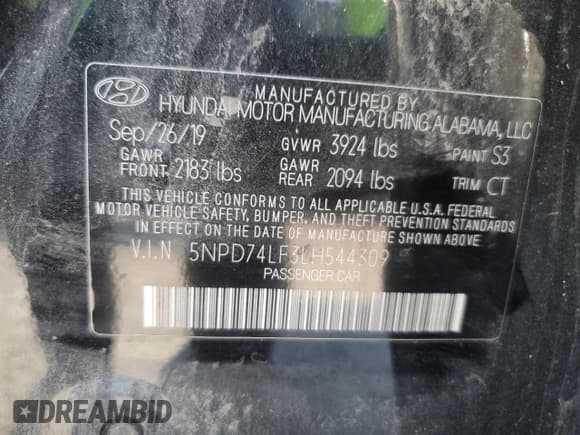 MANUFACTURED BY
HYUNDAI MOTOR MANUFACTURING ALABAMA, LLC
Sep/26/19 GVWR 3924 lbs PAINT S3
GAWR FRONT 2183 lbs GAWR REAR 2094 lbs TRIM CT
THIS VEHICLE CONFORMS TO ALL APPLICABLE U.S.A. FEDERAL
MOTOR VEHICLE SAFETY, BUMPER, AND THEFT PREVENTION STANDARDS
IN EFFECT ON THE DATE OF MANUFACTURE SHOWN ABOVE
V.I.N 5NPD74LF3LH544309
PASSENGER CAR
DREAMBID